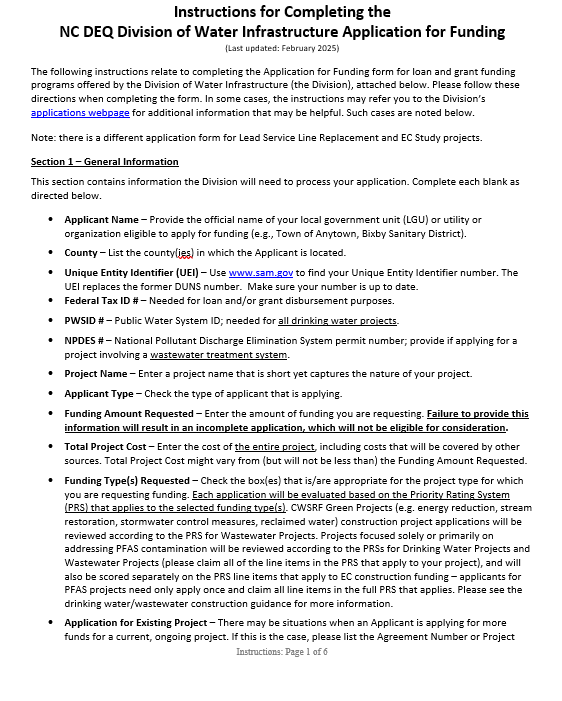 Instructions for Completing the
NC DEQ Division of Water Infrastructure Application for Funding
(Last updated: February 2025)
The following instructions relate to completing the Application for Funding form for loan and grant funding
programs offered by the Division of Water Infrastructure (the Division), attached below. Please follow these
directions when completing the form. In some cases, the instructions may refer you to the Division's
applications webpage for additional information that may be helpful. Such cases are noted below.
Note: there is a different application form for Lead Service Line Replacement and EC Study projects.
Section 1 – General Information
This section contains information the Division will need to process your application. Complete each blank as
directed below.
• Applicant Name – Provide the official name of your local government unit (LGU) or utility or
organization eligible to apply for funding (e.g., Town of Anytown, Bixby Sanitary District).
• County – List the county(ies) in which the Applicant is located.
• Unique Entity Identifier (UEI) – Use www.sam.gov to find your Unique Entity Identifier number. The
UEI replaces the former DUNS number. Make sure your number is up to date.
• Federal Tax ID # – Needed for loan and/or grant disbursement purposes.
• PWSID # – Public Water System ID; needed for all drinking water projects.
• NPDES # – National Pollutant Discharge Elimination System permit number; provide if applying for a
project involving a wastewater treatment system.
• Project Name – Enter a project name that is short yet captures the nature of your project.
• Applicant Type – Check the type of applicant that is applying.
• Funding Amount Requested – Enter the amount of funding you are requesting. Failure to provide this
information will result in an incomplete application, which will not be eligible for consideration.
• Total Project Cost – Enter the cost of the entire project, including costs that will be covered by other
sources. Total Project Cost might vary from (but will not be less than) the Funding Amount Requested.
• Funding Type(s) Requested – Check the box(es) that is/are appropriate for the project type for which
you are requesting funding. Each application will be evaluated based on the Priority Rating System
(PRS) that applies to the selected funding type(s). CWSRF Green Projects (e.g. energy reduction, stream
restoration, stormwater control measures, reclaimed water) construction project applications will be
reviewed according to the PRS for Wastewater Projects. Projects focused solely or primarily on
addressing PFAS contamination will be reviewed according to the PRSs for Drinking Water Projects and
Wastewater Projects (please claim all of the line items in the PRS that apply to your project), and will
also be scored separately on the PRS line items that apply to EC construction funding – applicants for
PFAS projects need only apply once and claim all line items in the full PRS that applies. Please see the
drinking water/wastewater construction guidance for more information.
• Application for Existing Project – There may be situations when an Applicant is applying for more
funds for a current, ongoing project. If this is the case, please list the Agreement Number or Project
Instructions: Page 1 of 6